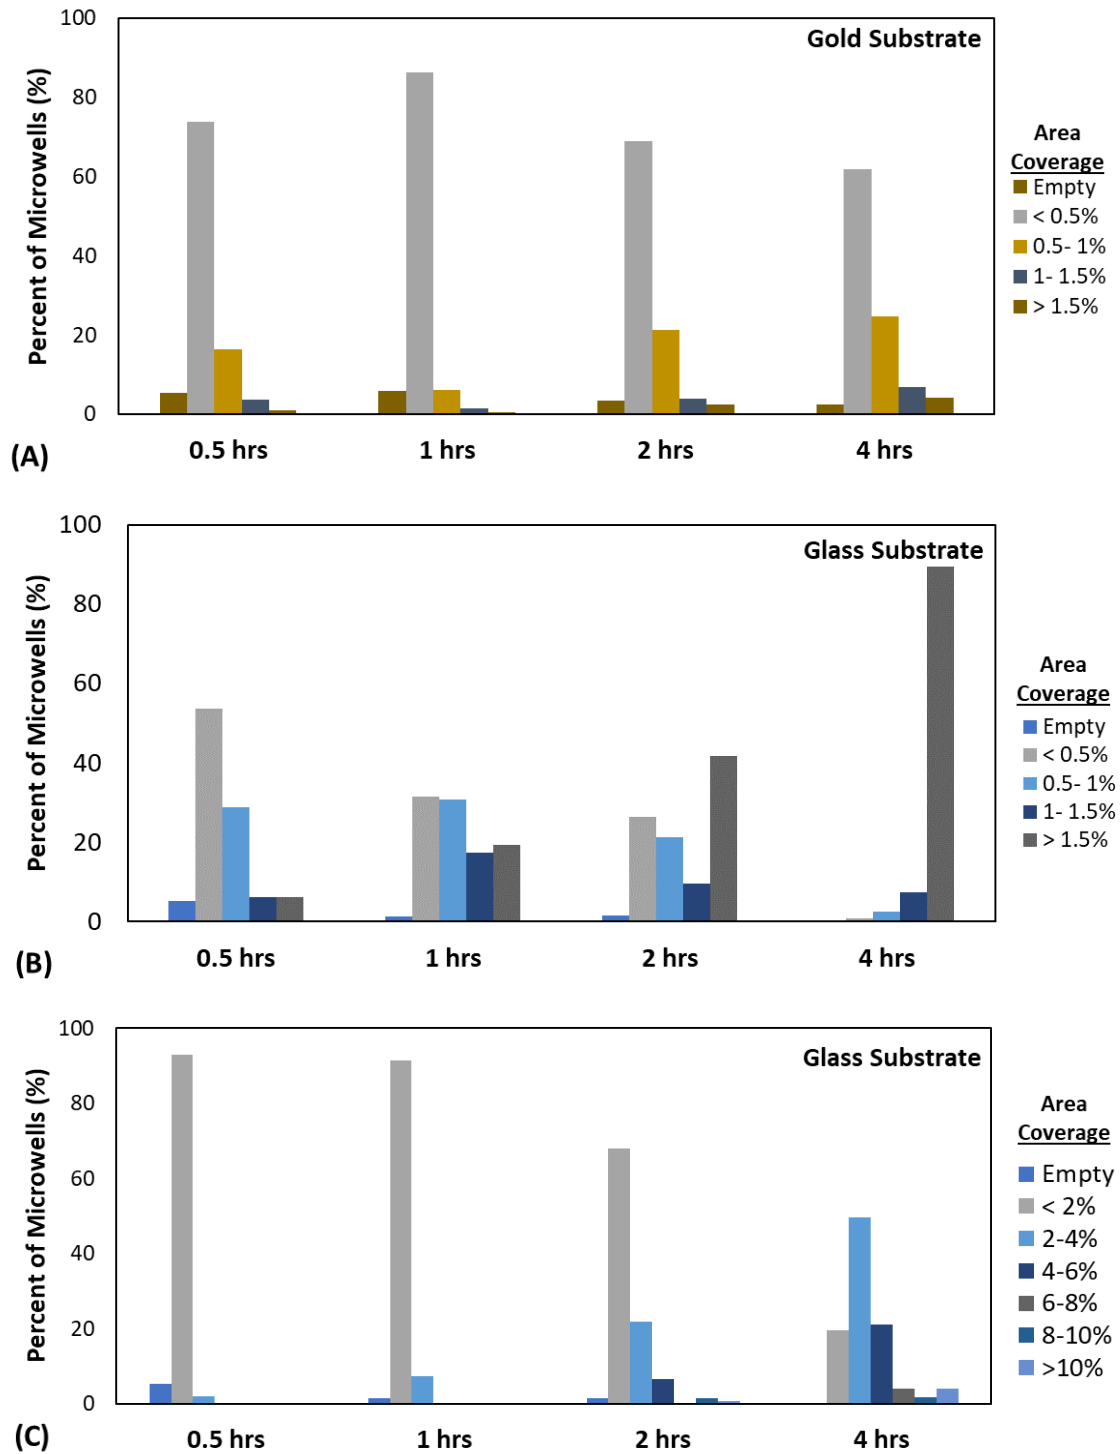 100
80
60
40
20
0
Percent of Microwells (%)
Gold Substrate
Area
Coverage
Empty
< 0.5%
0.5- 1%
1- 1.5%
> 1.5%
0.5 hrs
1 hrs
2 hrs
4 hrs
(A)
100
80
60
40
20
0
Percent of Microwells (%)
Glass Substrate
Area
Coverage
Empty
< 0.5%
0.5- 1%
1- 1.5%
> 1.5%
0.5 hrs
1 hrs
2 hrs
4 hrs
(B)
100
80
60
40
20
0
Percent of Microwells (%)
Glass Substrate
Area
Coverage
Empty
< 2%
2-4%
4-6%
6-8%
8-10%
>10%
0.5 hrs
1 hrs
2 hrs
4 hrs
(C)